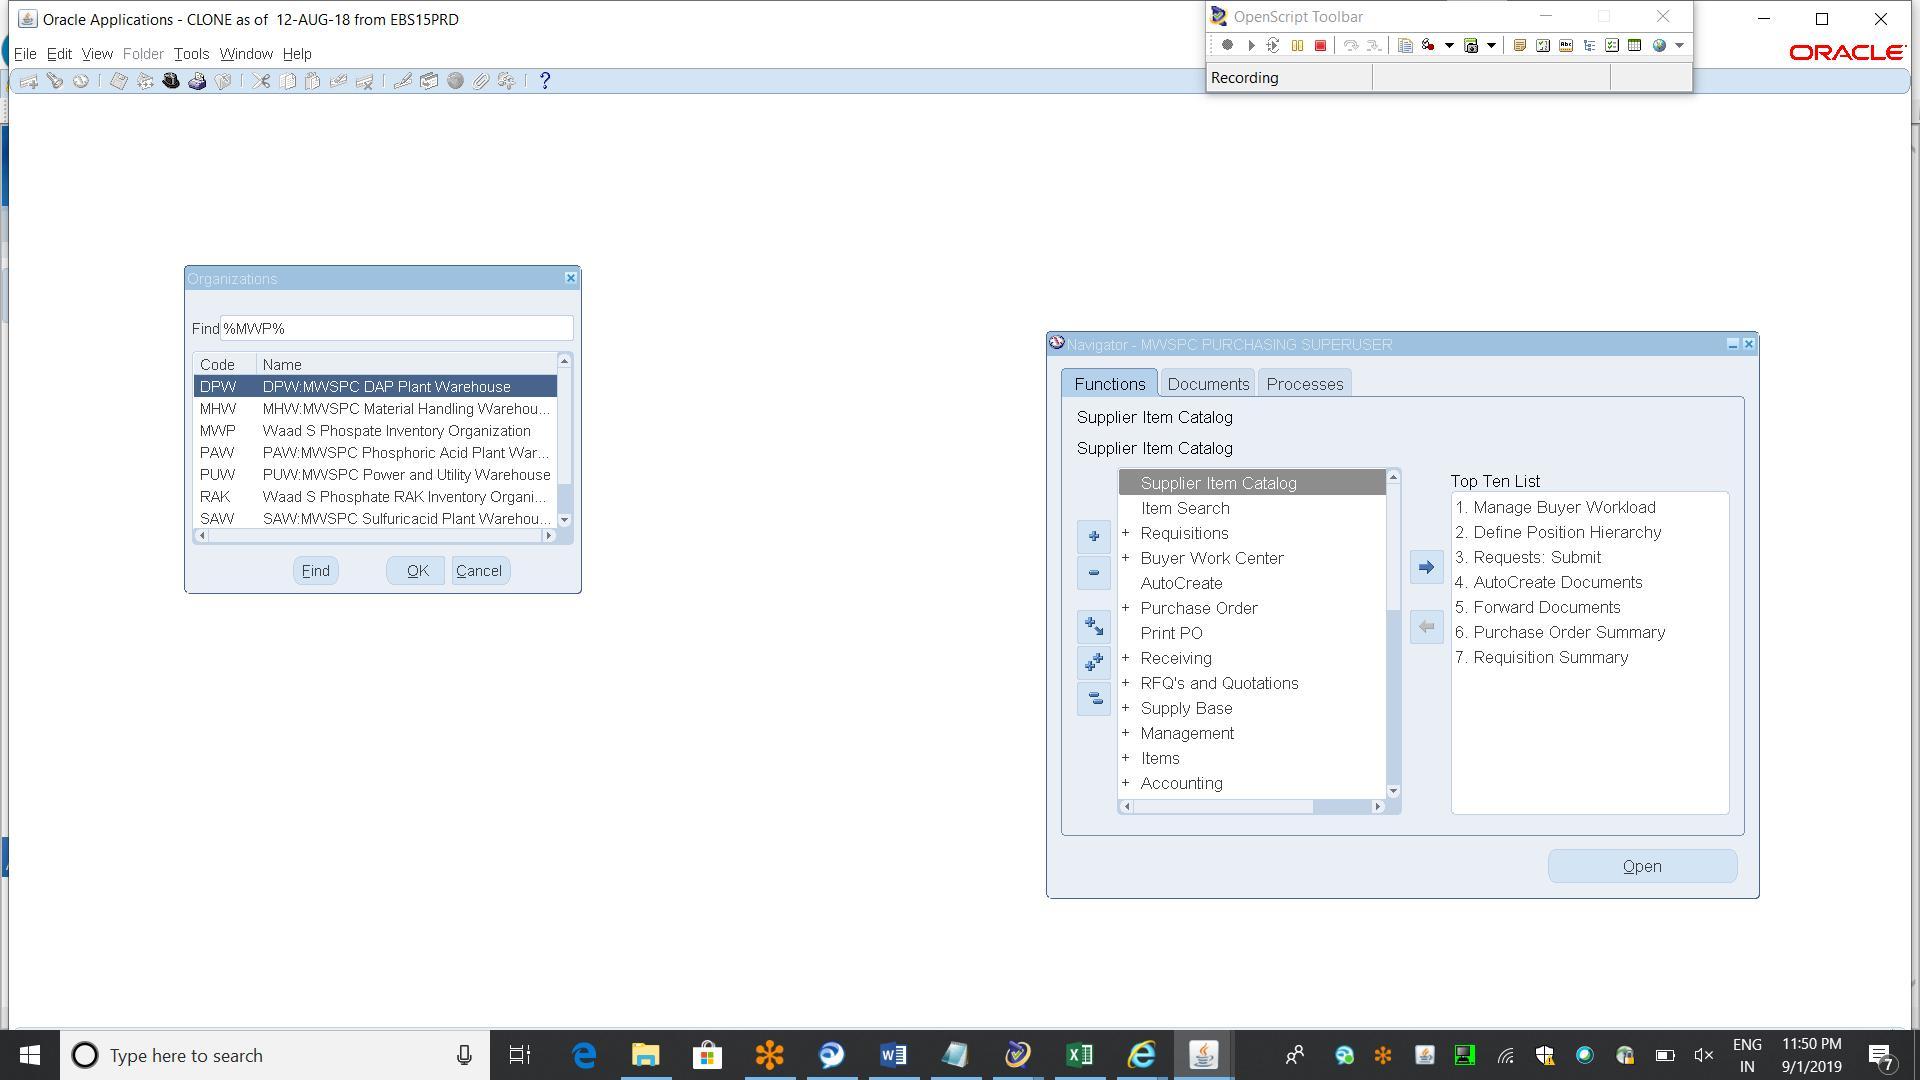 Oracle Applications - CLONE as of 12-AUG-18 from EBS15PRD
OpenScript Toolbar
File Edit View Folder Tools Window Help
ORACLE
Recording
Organizations
Find %MWP%
Code Name
DPW DPW:MWSPC DAP Plant Warehouse
MHW MHW:MWSPC Material Handling Warehou...
MWP Waad S Phospate Inventory Organization
PAW PAW:MWSPC Phosphoric Acid Plant War...
PUW PUW:MWSPC Power and Utility Warehouse
RAK Waad S Phosphate RAK Inventory Organi...
SAW SAW:MWSPC Sulfuricacid Plant Warehou...
Find OK Cancel
Navigator - MWSPC PURCHASING SUPERUSER
Functions Documents Processes
Supplier Item Catalog
Supplier Item Catalog
Supplier Item Catalog
Item Search
+ Requisitions
+ Buyer Work Center
AutoCreate
+ Purchase Order
Print PO
+ Receiving
+ RFQ's and Quotations
+ Supply Base
+ Management
+ Items
+ Accounting
Top Ten List
1. Manage Buyer Workload
2. Define Position Hierarchy
3. Requests: Submit
4. AutoCreate Documents
5. Forward Documents
6. Purchase Order Summary
7. Requisition Summary
Open
Type here to search
ENG
IN
11:50 PM
9/1/2019
7